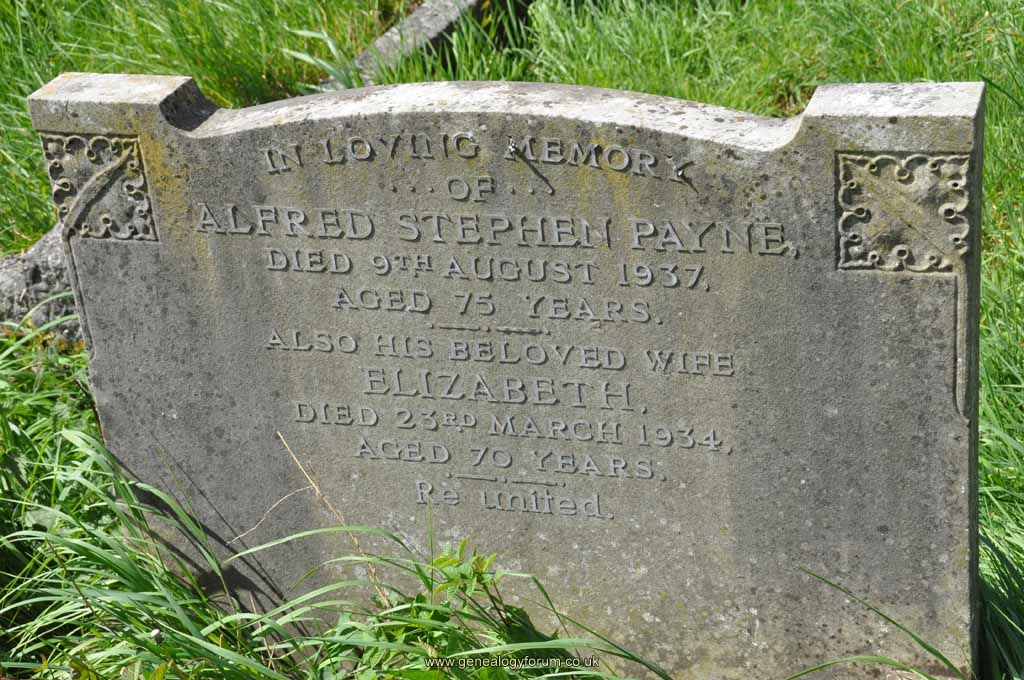 IN LOVING MEMORY
... OF ...
ALFRED STEPHEN PAYNE,
DIED 9TH AUGUST 1937,
AGED 75 YEARS.
ALSO HIS BELOVED WIFE
ELIZABETH,
DIED 23RD MARCH 1934,
AGED 70 YEARS.
Re united.
www.genealogyforum.co.uk